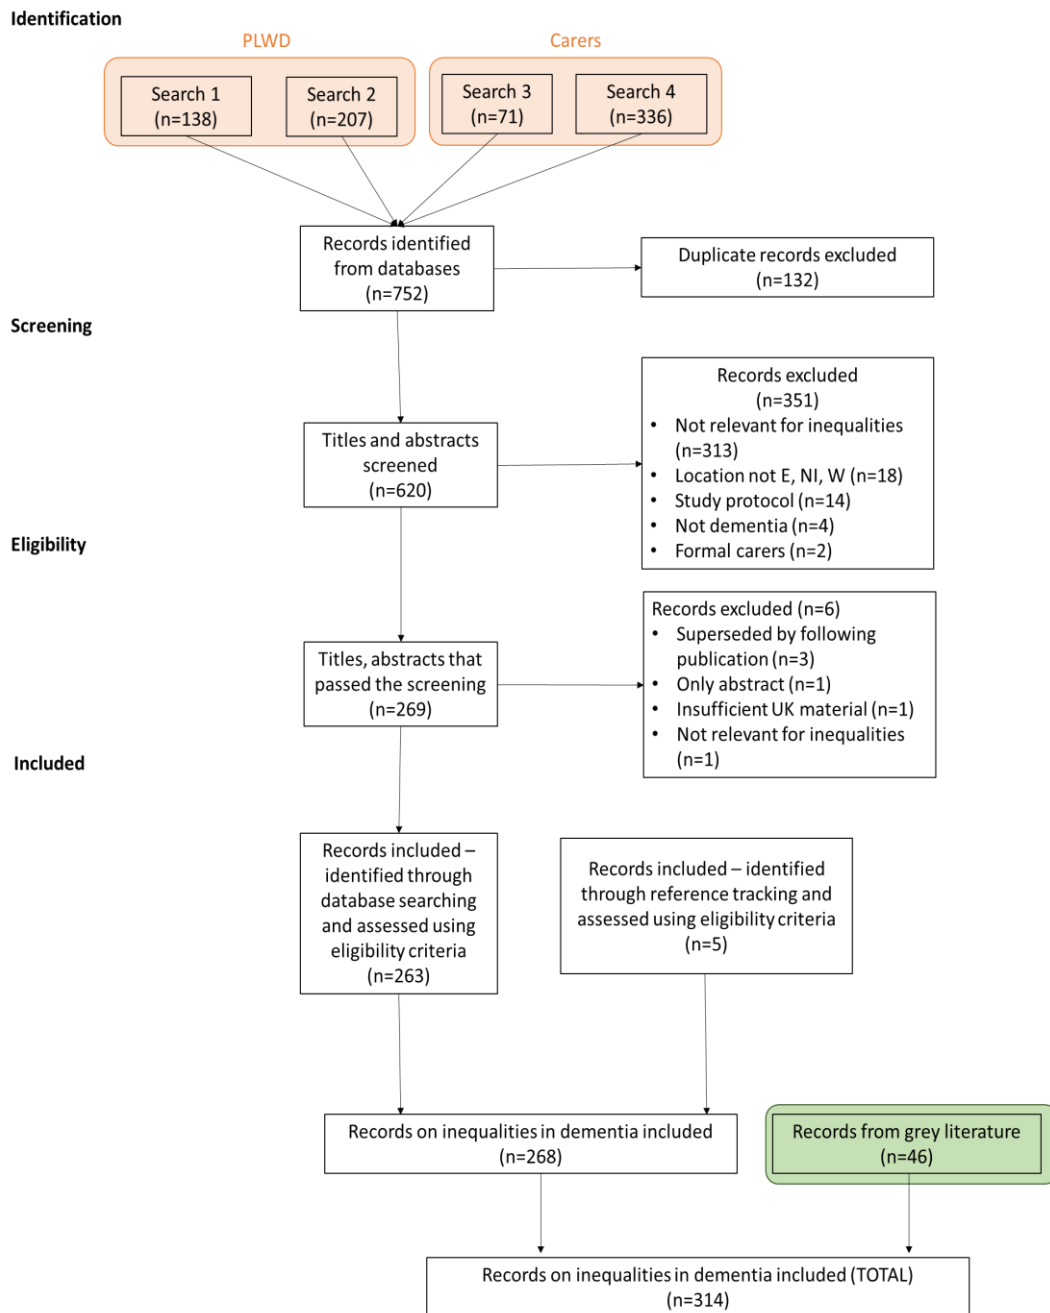 Identification
PLWD
Carers
Search 1
(n=138)
Search 2
(n=207)
Search 3
(n=71)
Search 4
(n=336)
Records identified
from databases
(n=752)
Duplicate records excluded
(n=132)
Screening
Titles and abstracts
screened
(n=620)
Records excluded
(n=351)
• Not relevant for inequalities
(n=313)
• Location not E, NI, W (n=18)
• Study protocol (n=14)
• Not dementia (n=4)
• Formal carers (n=2)
Eligibility
Titles, abstracts that
passed the screening
(n=269)
Records excluded (n=6)
• Superseded by following
publication (n=3)
• Only abstract (n=1)
• Insufficient UK material (n=1)
• Not relevant for inequalities
(n=1)
Included
Records included –
identified through
database searching
and assessed using
eligibility criteria
(n=263)
Records included – identified
through reference tracking and
assessed using eligibility criteria
(n=5)
Records on inequalities in dementia included
(n=268)
Records from grey literature
(n=46)
Records on inequalities in dementia included (TOTAL)
(n=314)